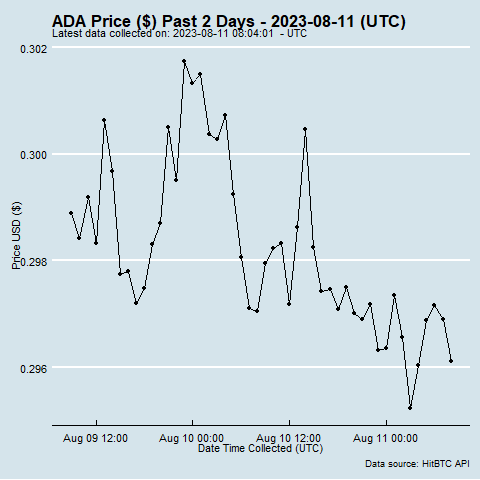 ADA Price ($) Past 2 Days - 2023-08-11 (UTC)
Latest data collected on: 2023-08-11 08:04:01 - UTC
0.302
0.300
0.298
0.296
Price USD ($)
Aug 09 12:00 Aug 10 00:00 Aug 10 12:00 Aug 11 00:00
Date Time Collected (UTC)
Data source: HitBTC API